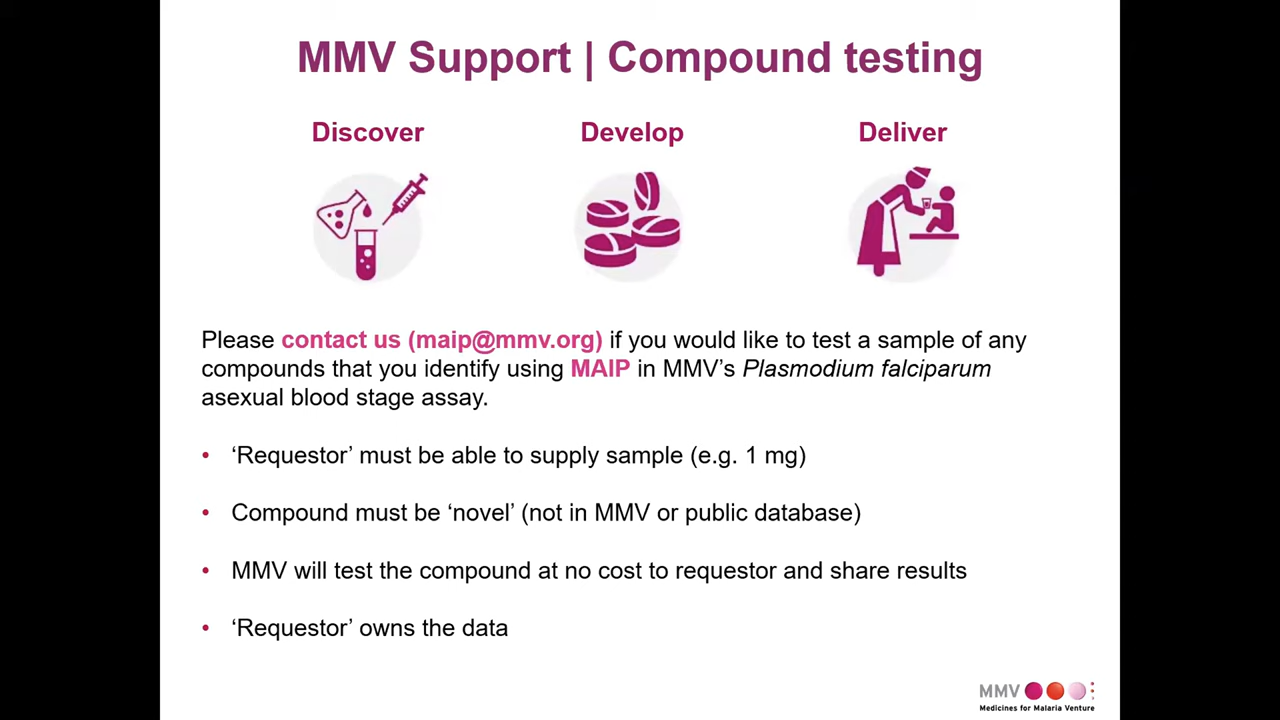 MMV Support | Compound testing
Discover
Develop
Deliver
Please contact us (maip@mmv.org) if you would like to test a sample of any
compounds that you identify using MAIP in MMV’s Plasmodium falciparum
asexual blood stage assay.
• ‘Requestor’ must be able to supply sample (e.g. 1 mg)
• Compound must be ‘novel’ (not in MMV or public database)
• MMV will test the compound at no cost to requestor and share results
• ‘Requestor’ owns the data
MMV
Medicines for Malaria Venture